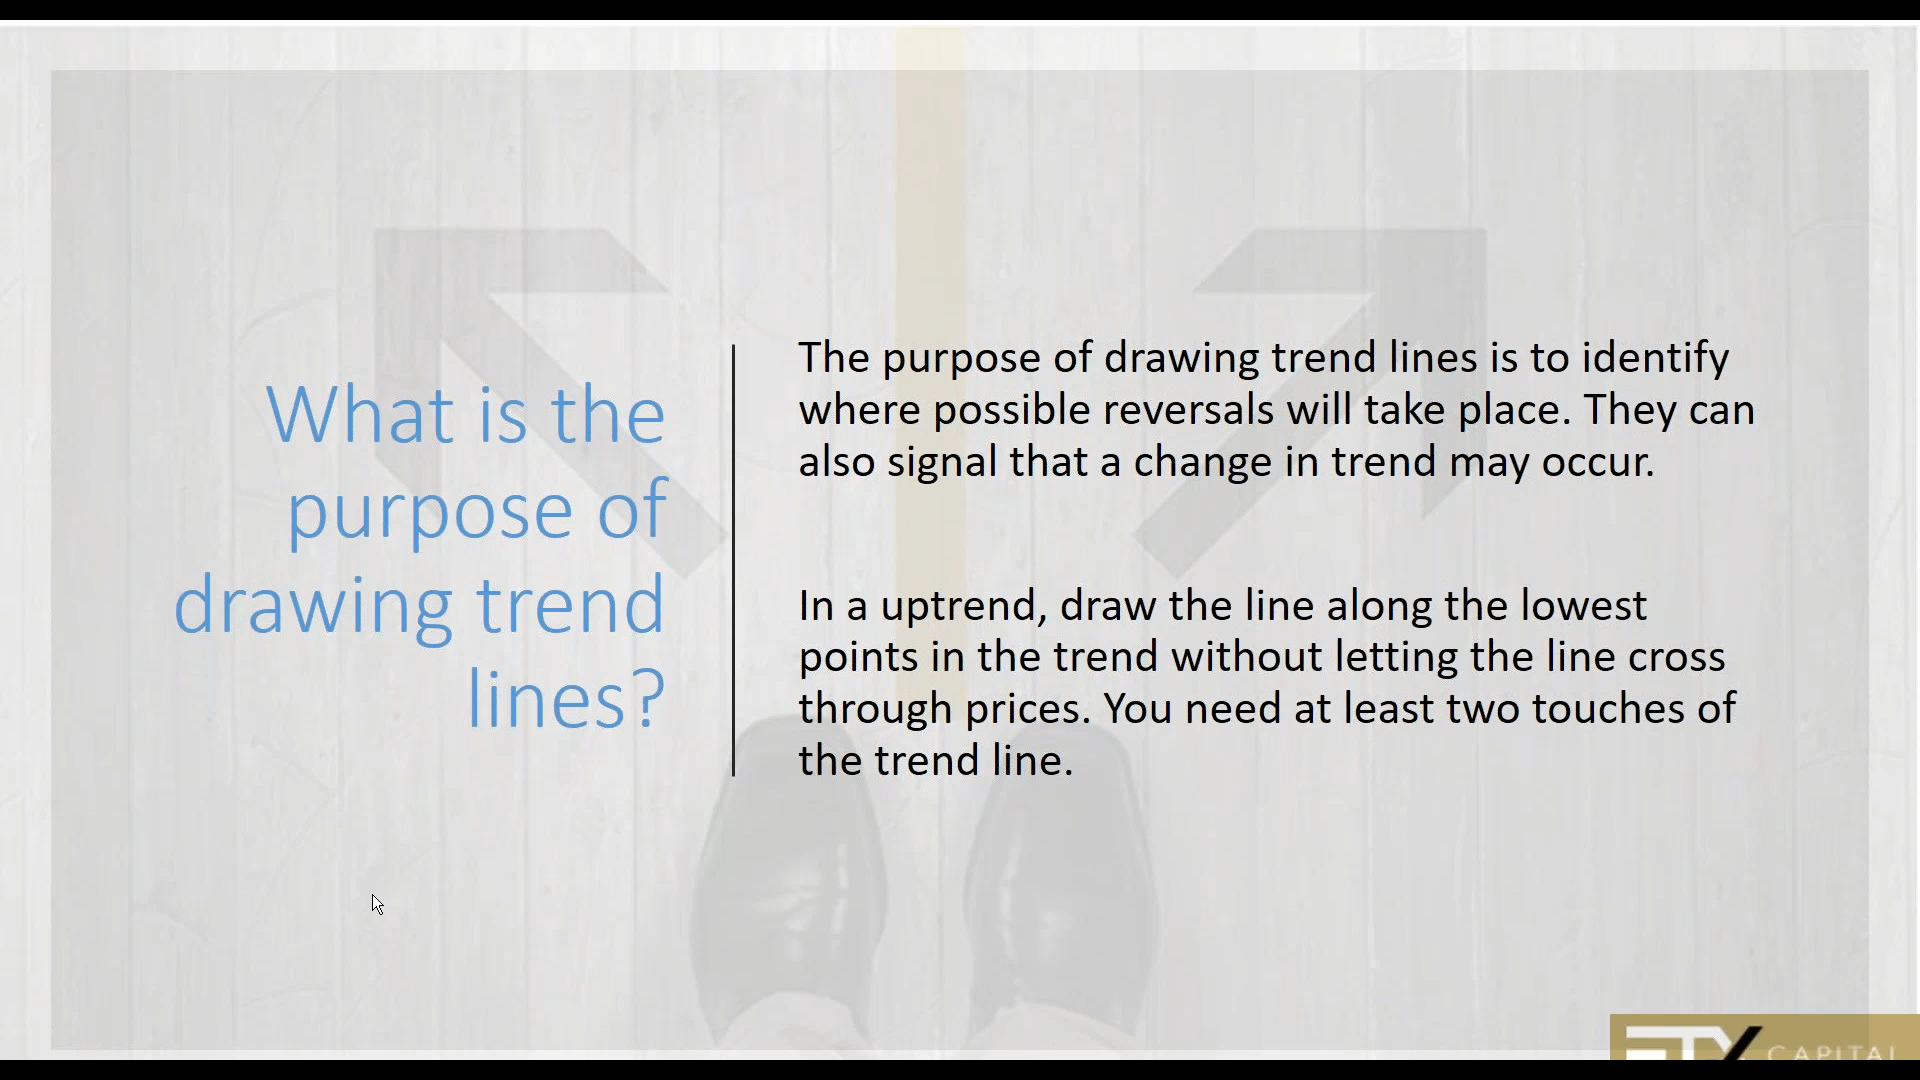 What is the
purpose of
drawing trend
lines?
The purpose of drawing trend lines is to identify
where possible reversals will take place. They can
also signal that a change in trend may occur.
In a uptrend, draw the line along the lowest
points in the trend without letting the line cross
through prices. You need at least two touches of
the trend line.
ETX CAPITAL